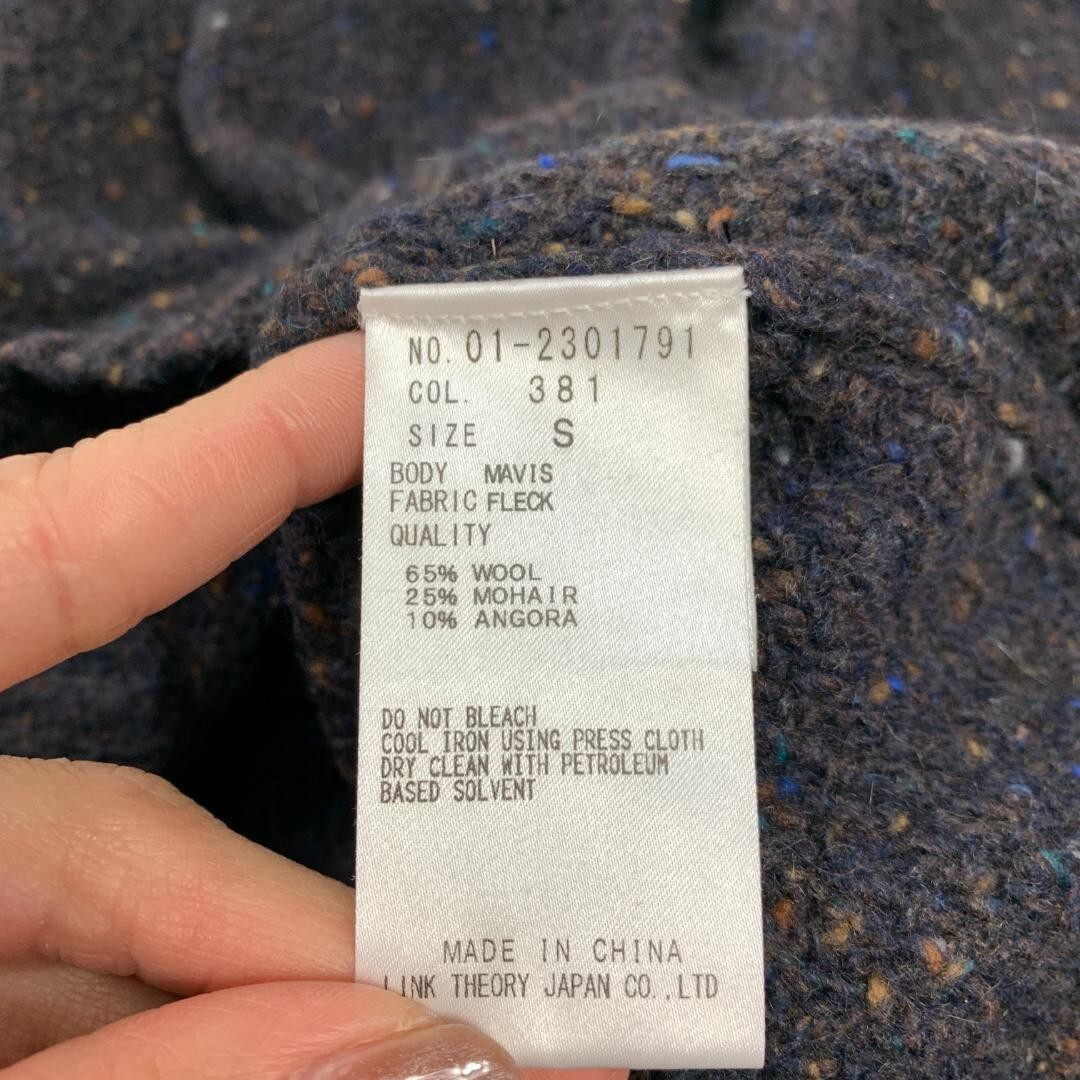 NO. 01-2301791
COL. 381
SIZE S
BODY MAVIS
FABRIC FLECK
QUALITY
65% WOOL
25% MOHAIR
10% ANGORA
DO NOT BLEACH
COOL IRON USING PRESS CLOTH
DRY CLEAN WITH PETROLEUM
BASED SOLVENT
MADE IN CHINA
LINK THEORY JAPAN CO.,LTD